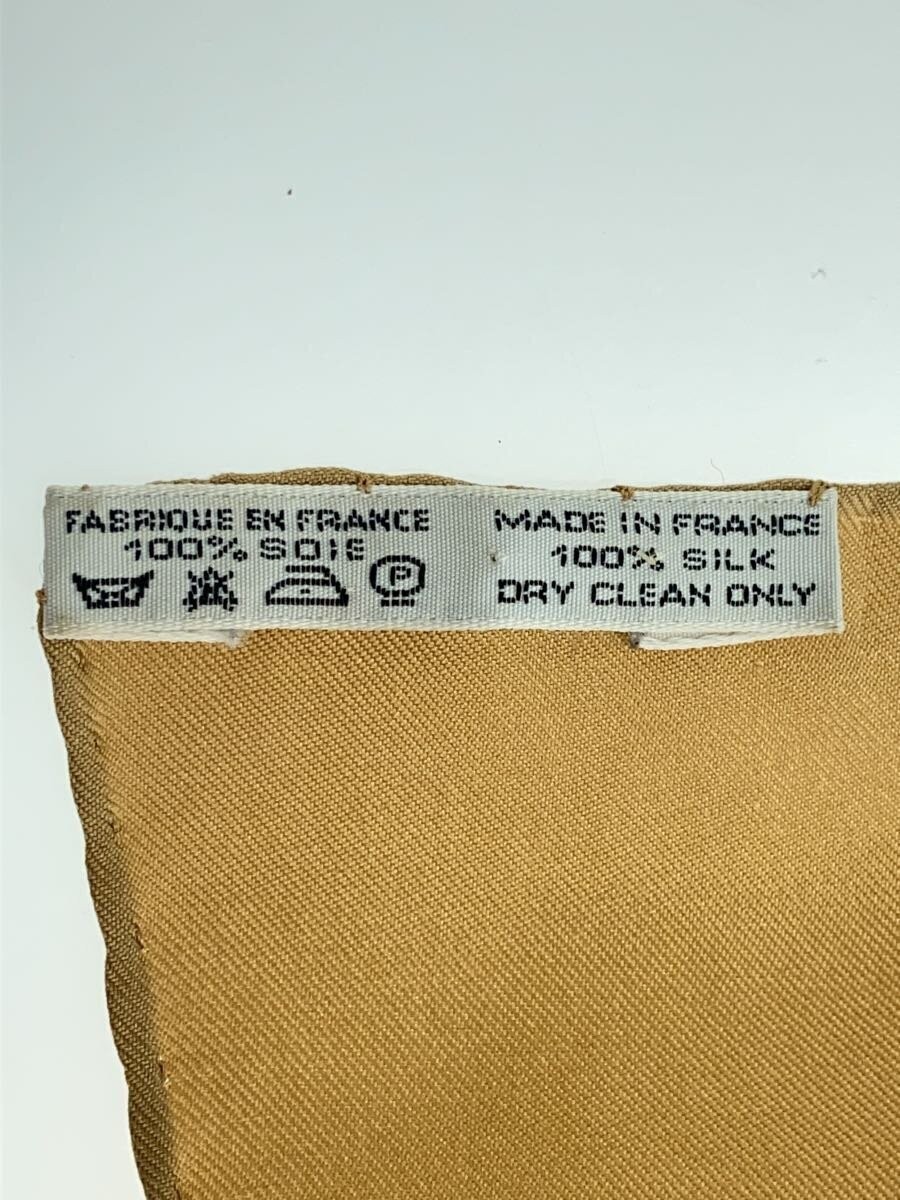 FABRIQUE EN FRANCE
100% SOIE
P
MADE IN FRANCE
100% SILK
DRY CLEAN ONLY